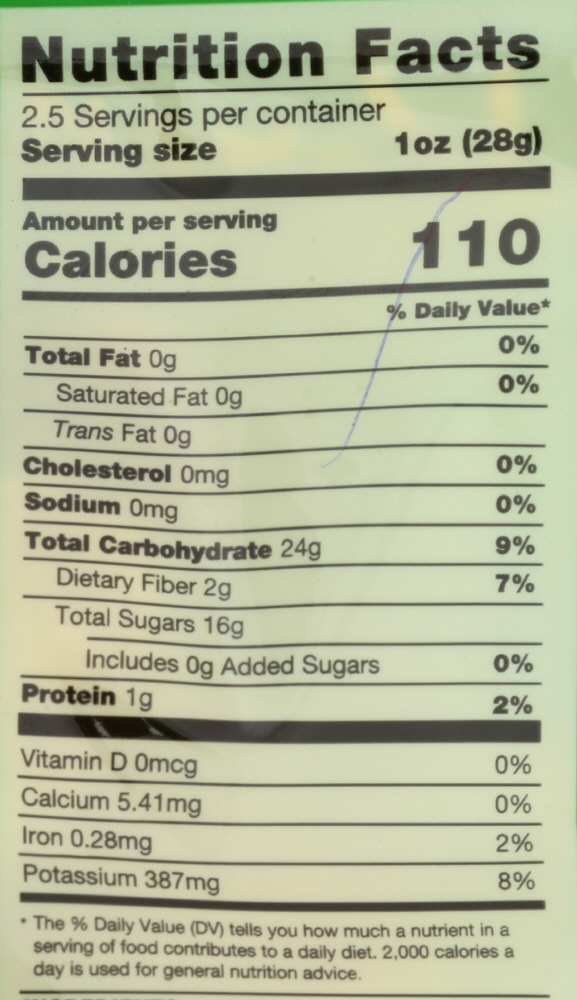 Nutrition Facts
2.5 Servings per container
Serving size 1oz (28g)
Amount per serving
Calories 110
% Daily Value*
Total Fat 0g 0%
Saturated Fat 0g 0%
Trans Fat 0g
Cholesterol 0mg 0%
Sodium 0mg 0%
Total Carbohydrate 24g 9%
Dietary Fiber 2g 7%
Total Sugars 16g
Includes 0g Added Sugars 0%
Protein 1g 2%
Vitamin D 0mcg 0%
Calcium 5.41mg 0%
Iron 0.28mg 2%
Potassium 387mg 8%
* The % Daily Value (DV) tells you how much a nutrient in a
serving of food contributes to a daily diet. 2,000 calories a
day is used for general nutrition advice.